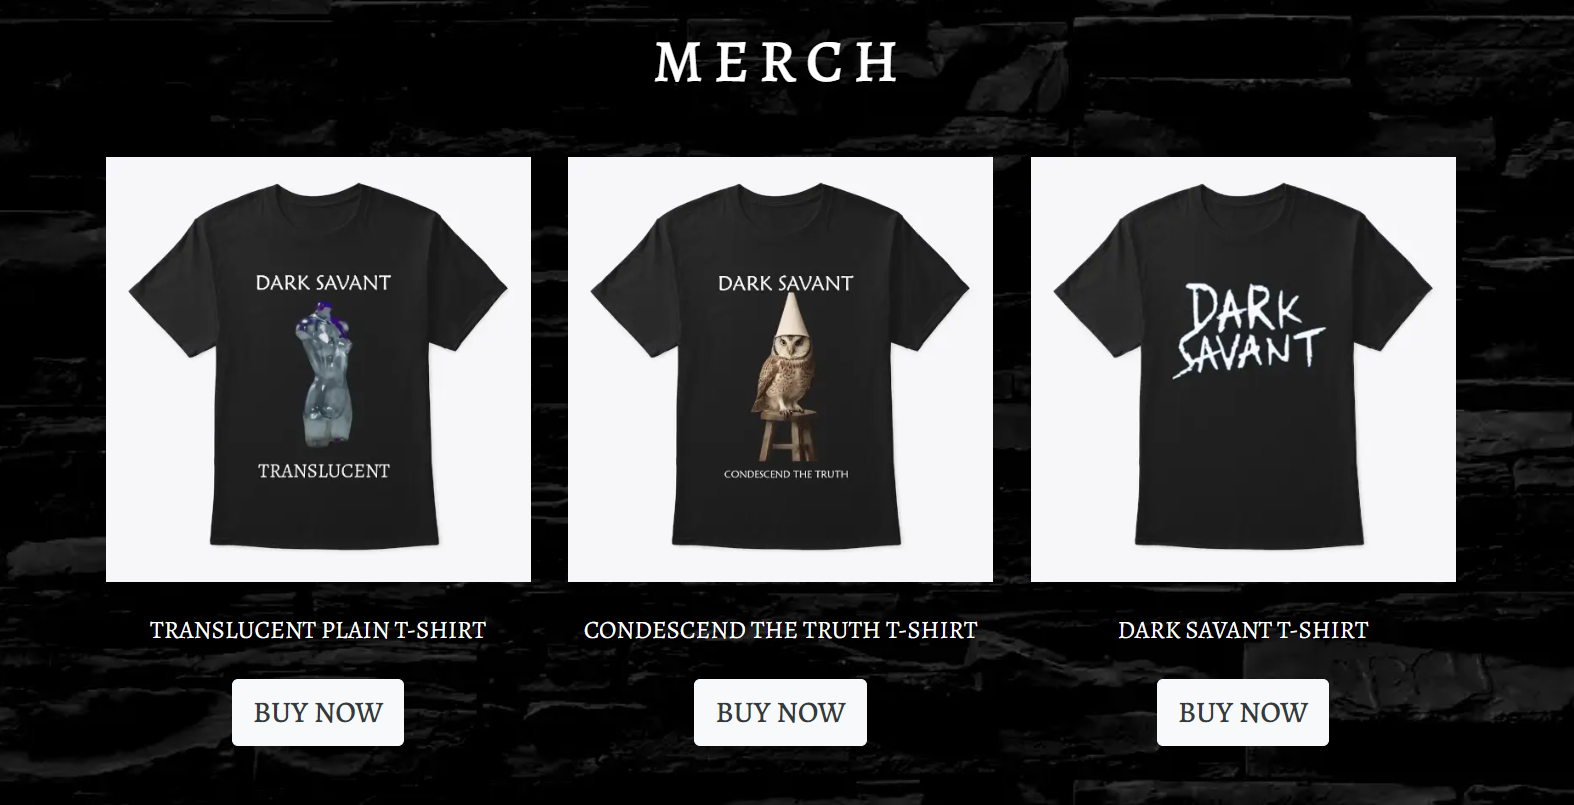 MERCH
DARK SAVANT
TRANSLUCENT
DARK SAVANT
CONDESCEND THE TRUTH
DARK
SAVANT
TRANSLUCENT PLAIN T-SHIRT
CONDESCEND THE TRUTH T-SHIRT
DARK SAVANT T-SHIRT
BUY NOW
BUY NOW
BUY NOW